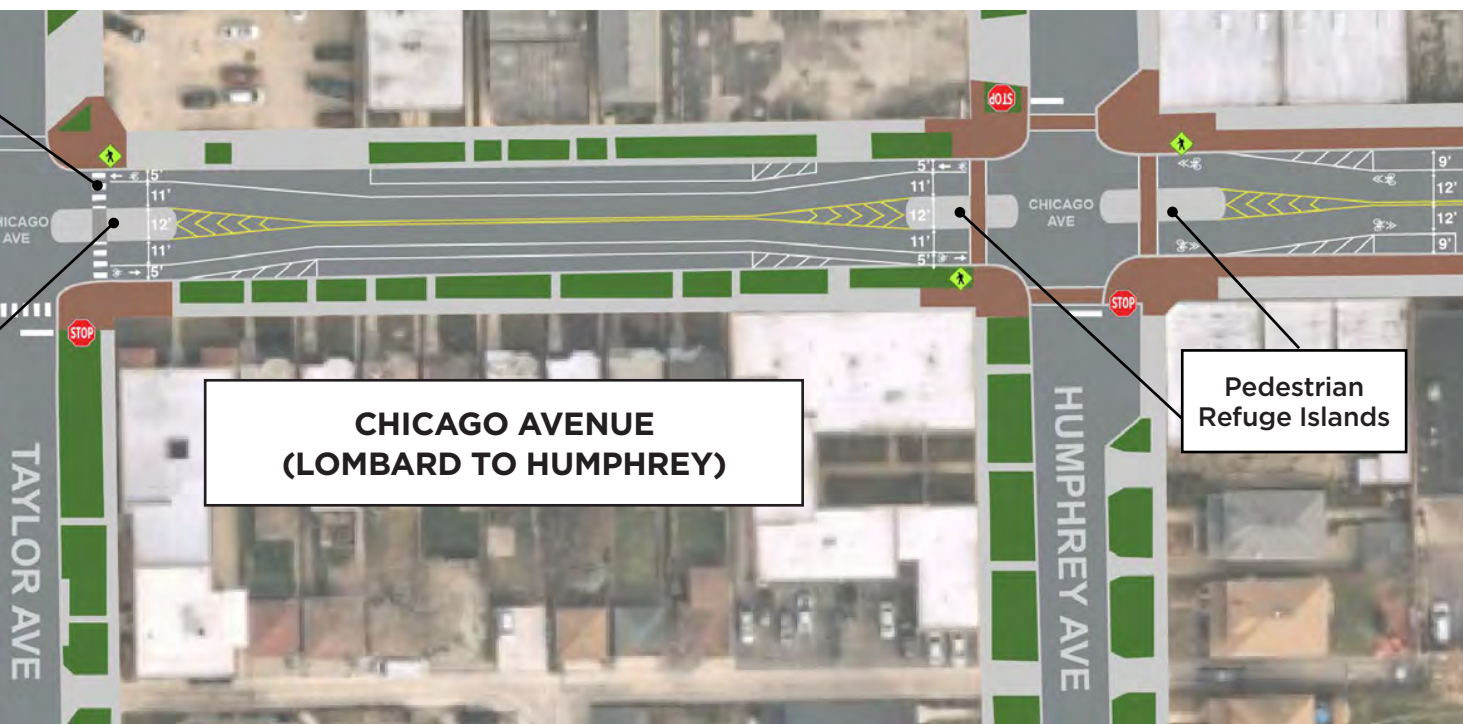 STOP
5'
11'
12'
11'
5'
5'
11'
12'
11'
5'
9'
12'
12'
9'
CHICAGO
AVE
AVE
STOP
STOP
CHICAGO AVENUE
(LOMBARD TO HUMPHREY)
Pedestrian
Refuge Islands
TAYLOR AVE
HUMPHREY AVE